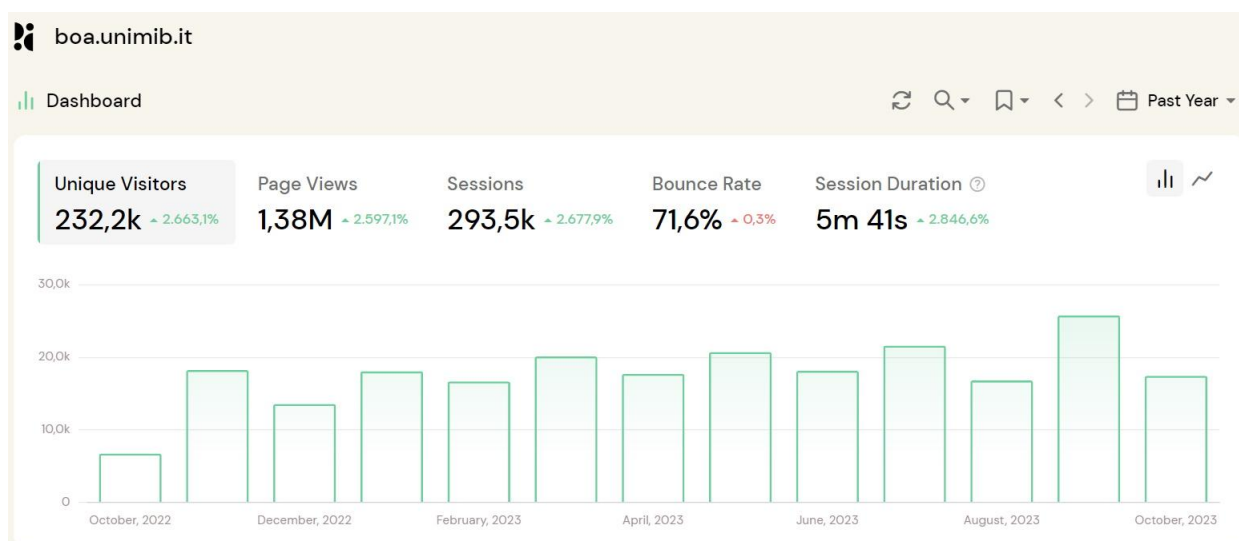 boa.unimib.it
Dashboard
Past Year
Unique Visitors
232,2k 2.663,1%
Page Views
1,38M 2.597,1%
Sessions
293,5k 2.677,9%
Bounce Rate
71,6% 0,3%
Session Duration ?
5m 41s 2.846,6%
30,0k
20,0k
10,0k
0
October, 2022
December, 2022
February, 2023
April, 2023
June, 2023
August, 2023
October, 2023